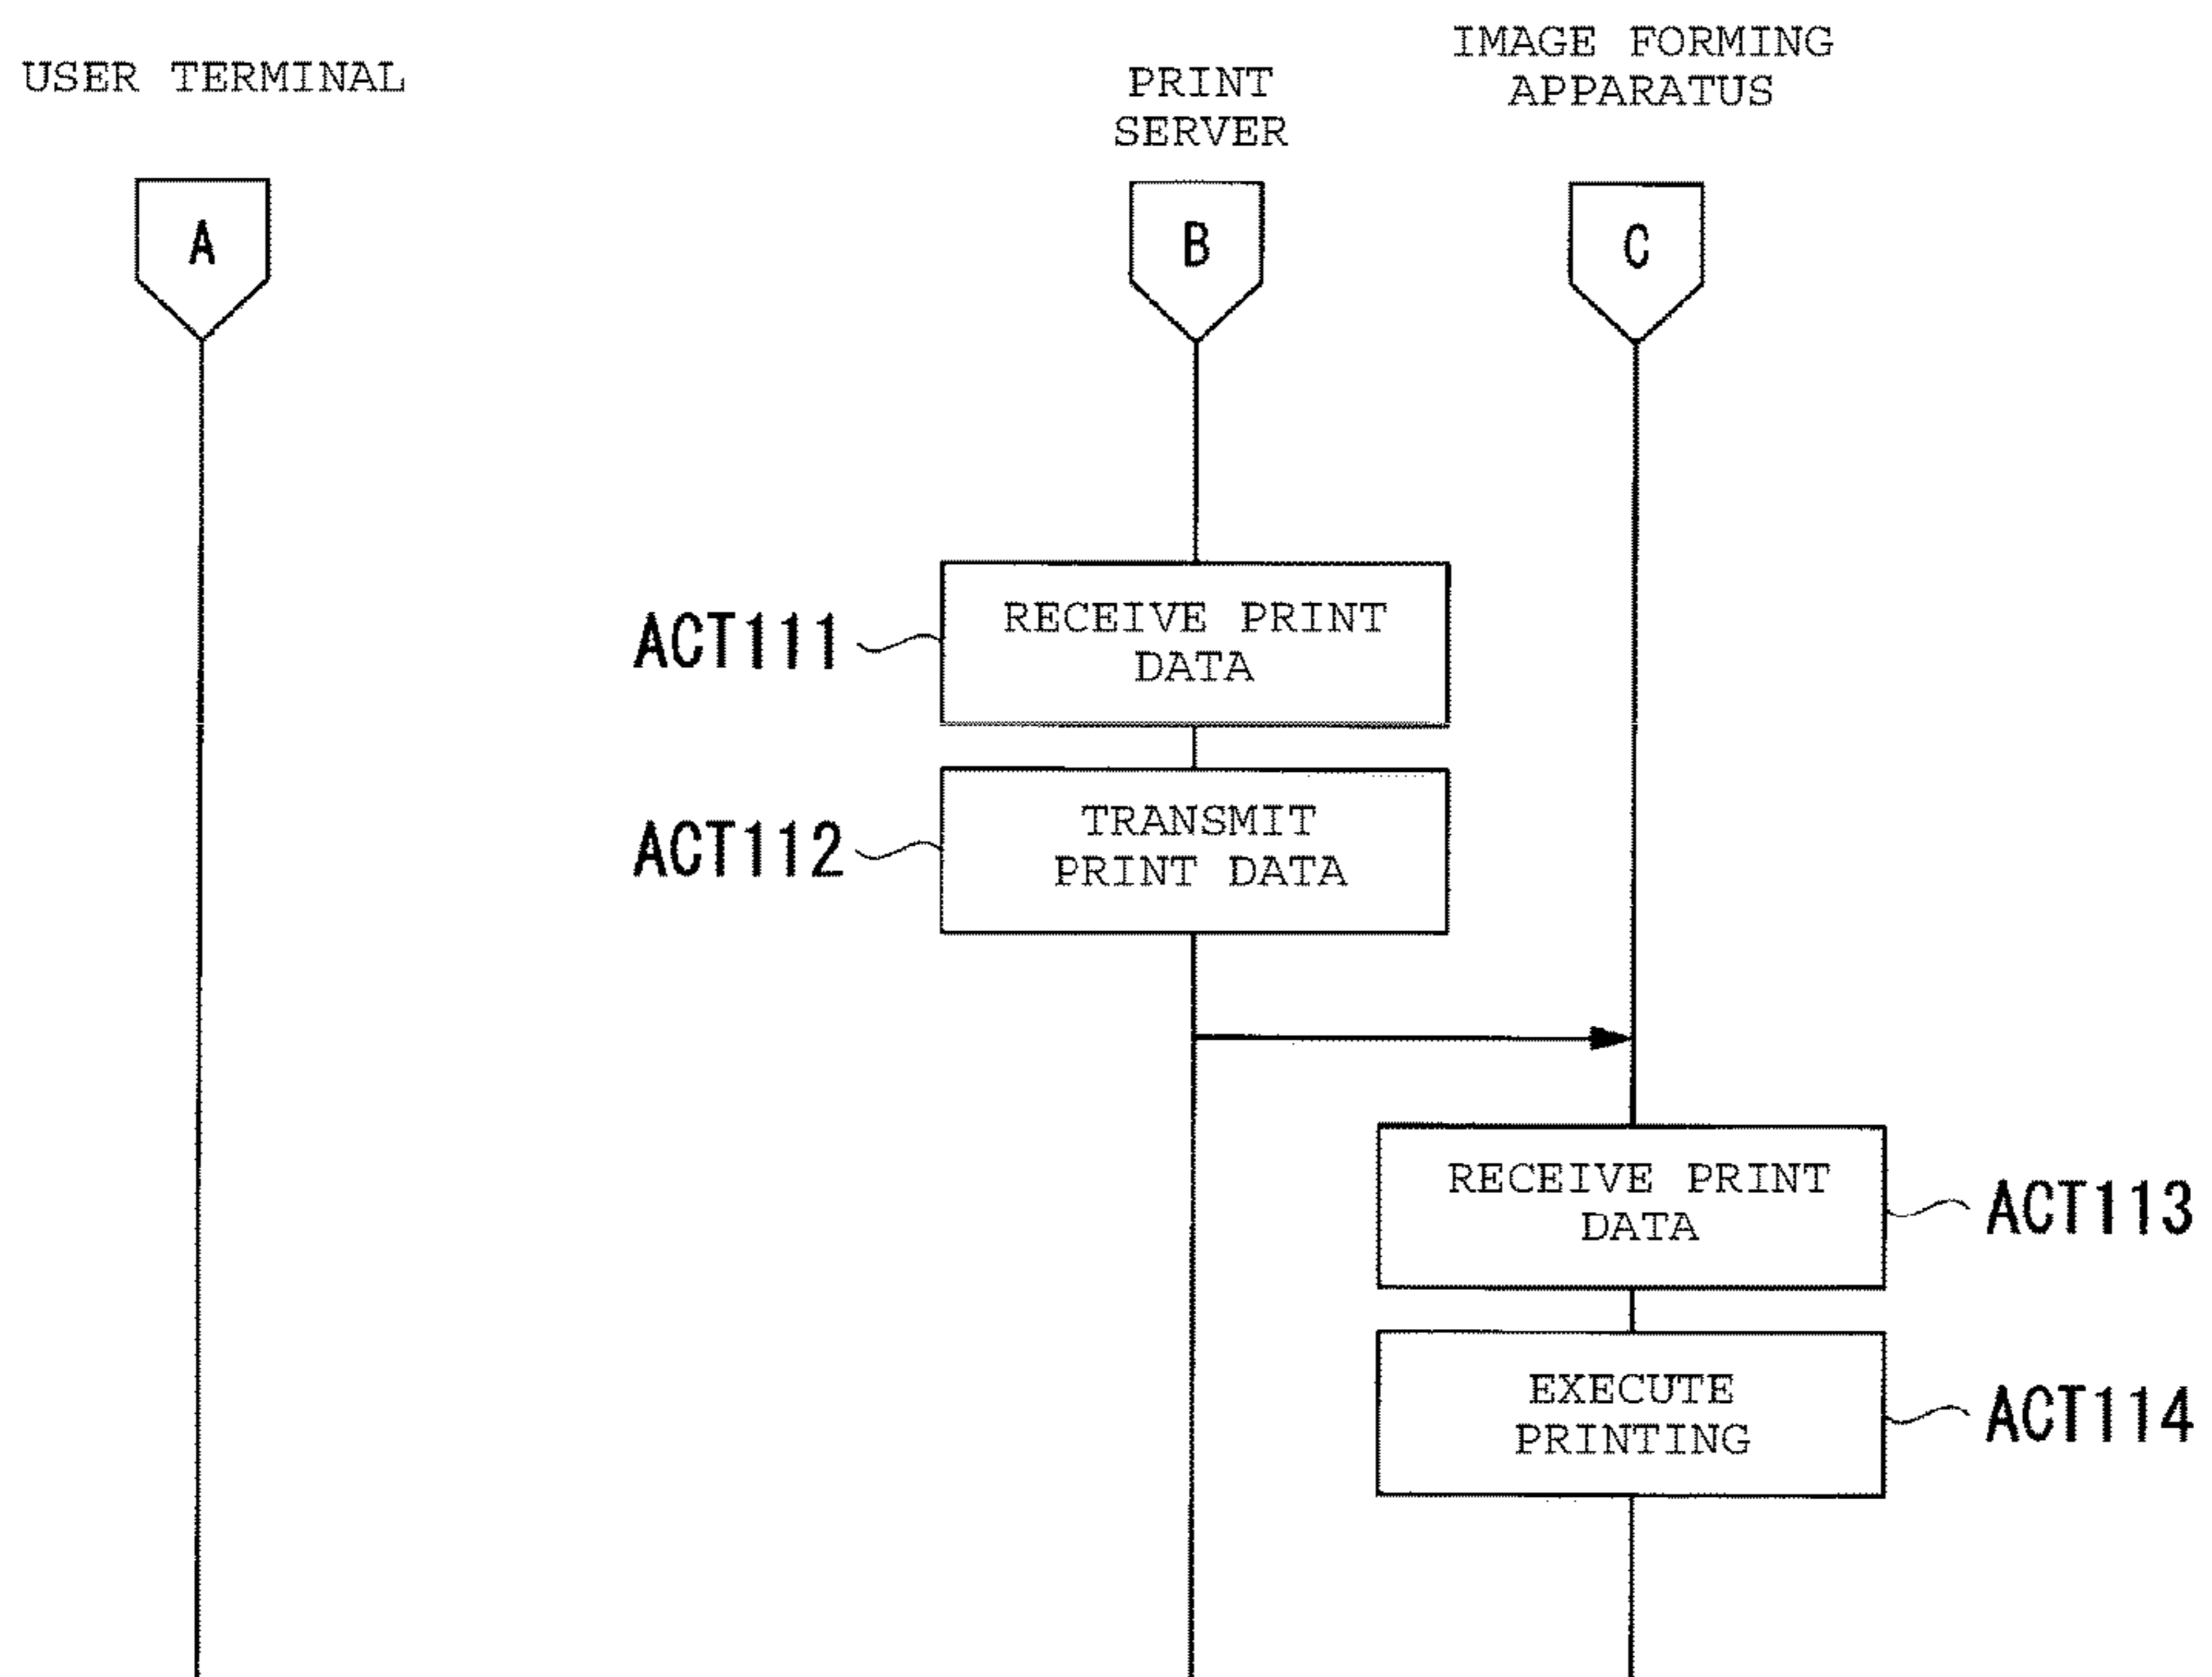 USER TERMINAL
PRINT
SERVER
IMAGE FORMING
APPARATUS
A
B
C
ACT111
RECEIVE PRINT
DATA
ACT112
TRANSMIT
PRINT DATA
RECEIVE PRINT
DATA
ACT113
EXECUTE
PRINTING
ACT114